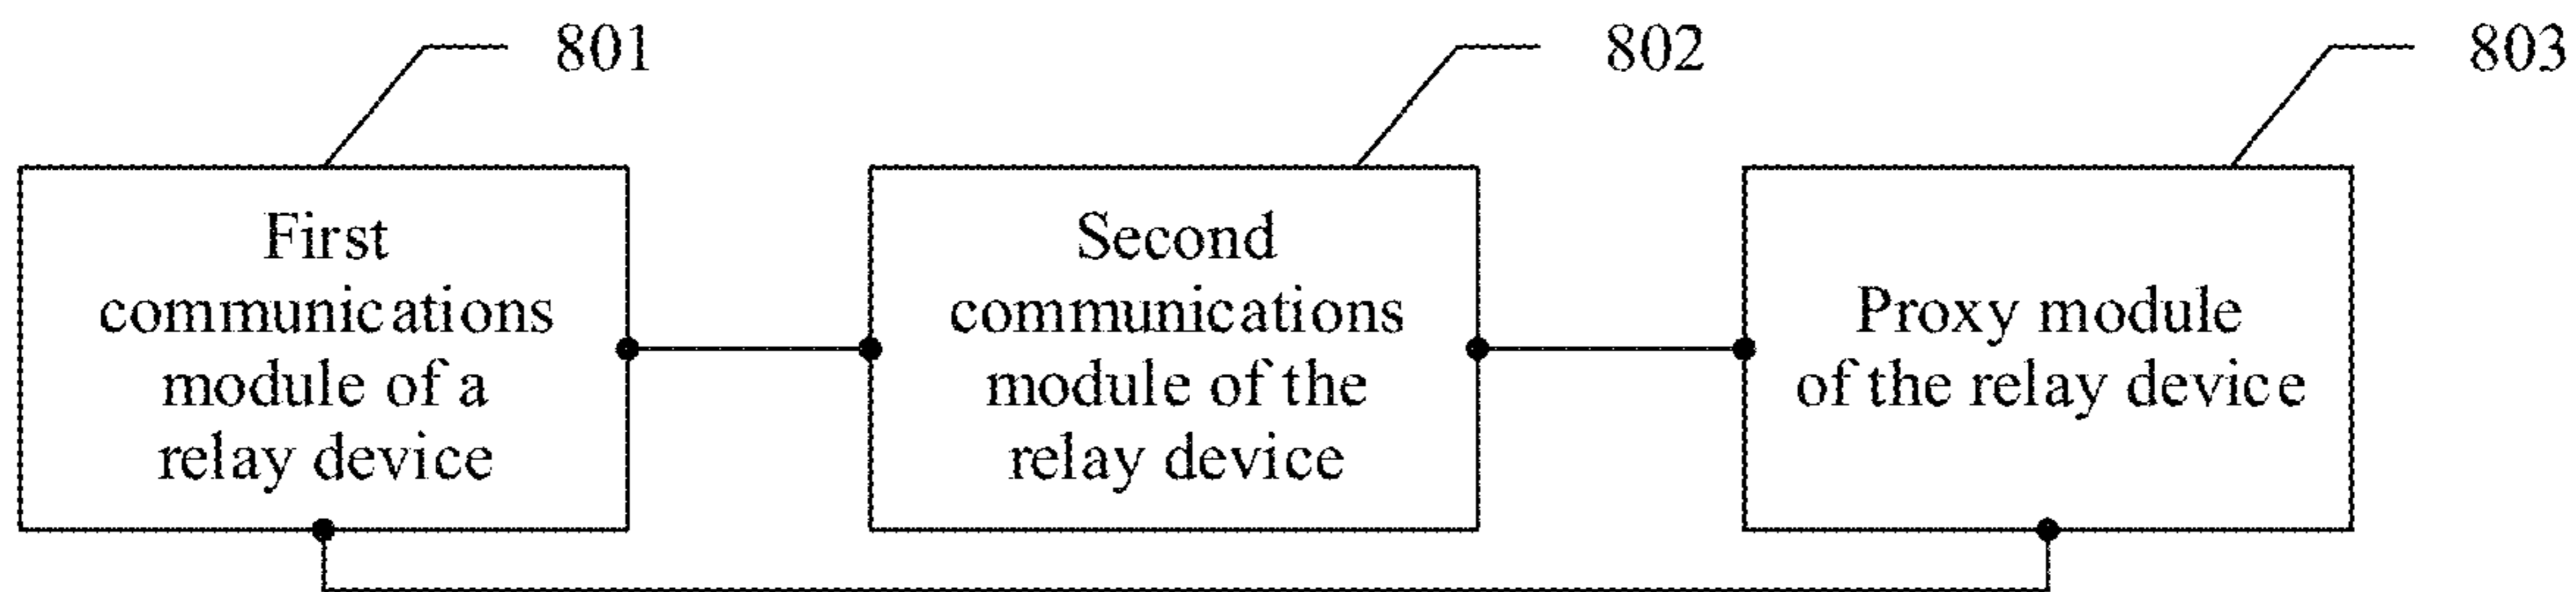 801
802
803
First
communications
module of a
relay device
Second
communications
module of the
relay device
Proxy module
of the relay device